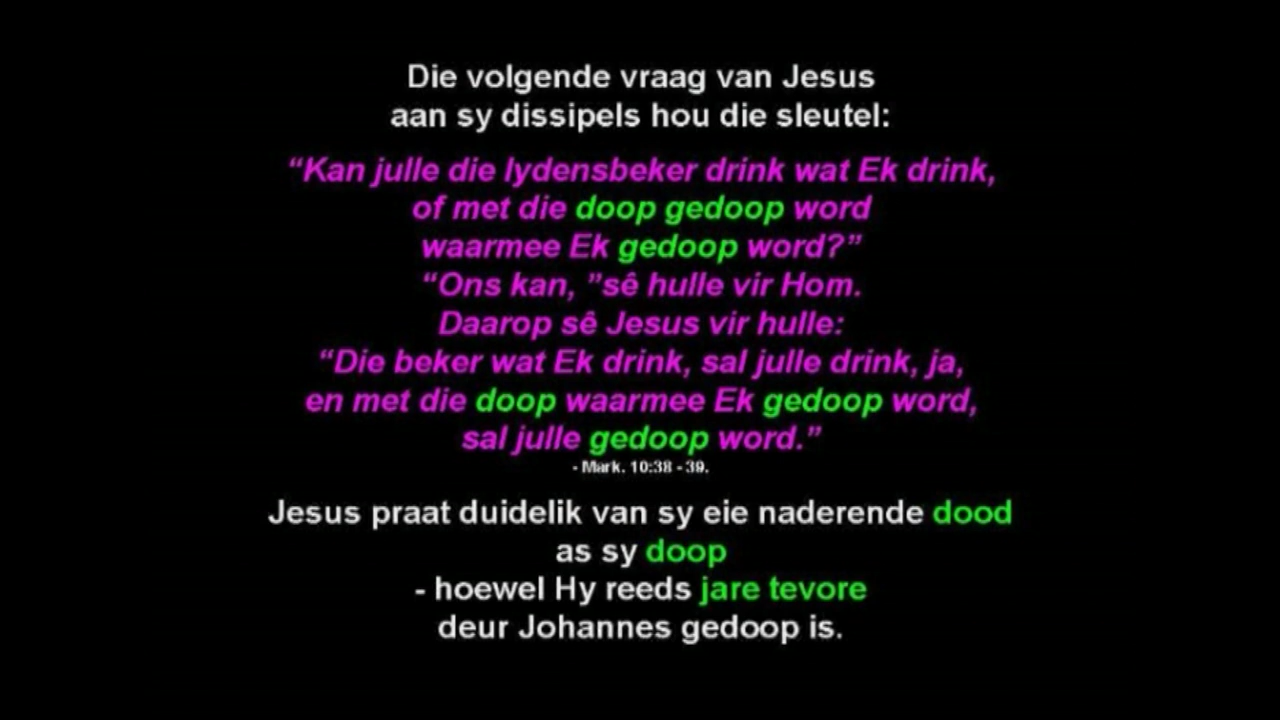 Die volgende vraag van Jesus
aan sy dissipels hou die sleutel:
“Kan julle die lydensbeker drink wat Ek drink,
of met die doop gedoop word
waarmee Ek gedoop word?”
“Ons kan, ”sê hulle vir Hom.
Daarop sê Jesus vir hulle:
“Die beker wat Ek drink, sal julle drink, ja,
en met die doop waarmee Ek gedoop word,
sal julle gedoop word.”
- Mark. 10:38 - 39.
Jesus praat duidelik van sy eie naderende dood
as sy doop
- hoewel Hy reeds jare tevore
deur Johannes gedoop is.